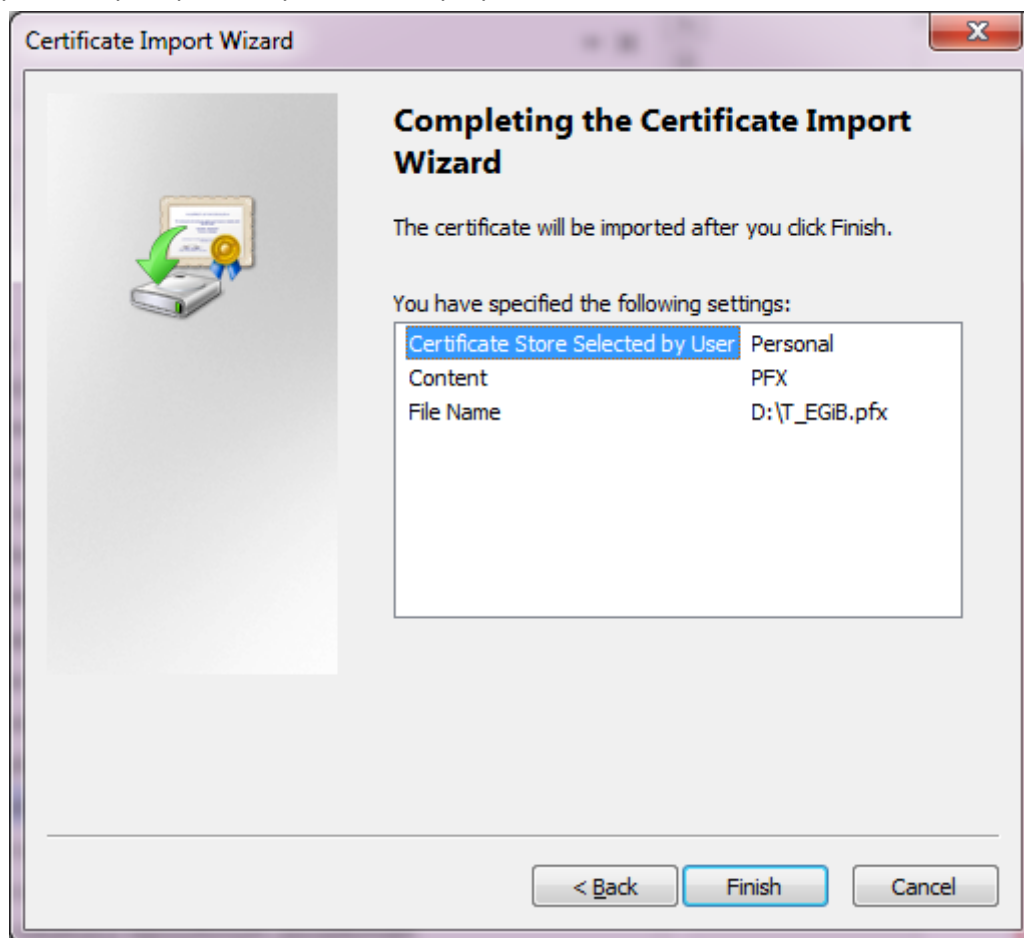 Certificate Import Wizard
Completing the Certificate Import
Wizard
The certificate will be imported after you click Finish.
You have specified the following settings:
Certificate Store Selected by User Personal
Content PFX
File Name D:\T_EGiB.pfx
< Back Finish Cancel